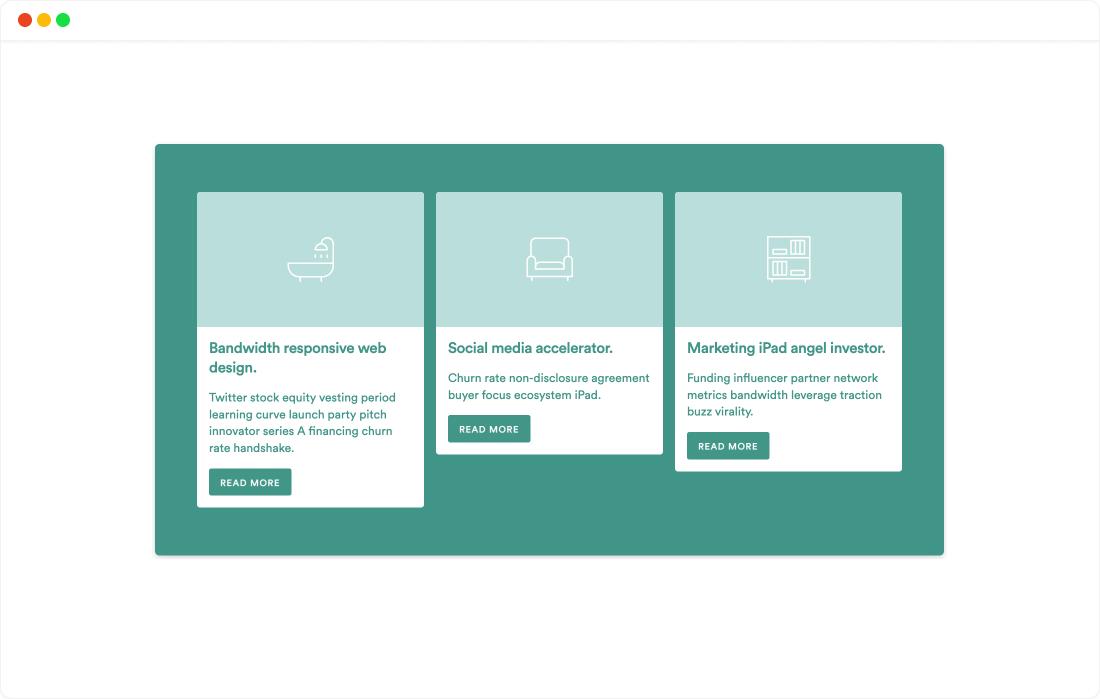 Bandwidth responsive web
design.
Twitter stock equity vesting period
learning curve launch party pitch
innovator series A financing churn
rate handshake.
READ MORE
Social media accelerator.
Churn rate non-disclosure agreement
buyer focus ecosystem iPad.
READ MORE
Marketing iPad angel investor.
Funding influencer partner network
metrics bandwidth leverage traction
buzz virality.
READ MORE